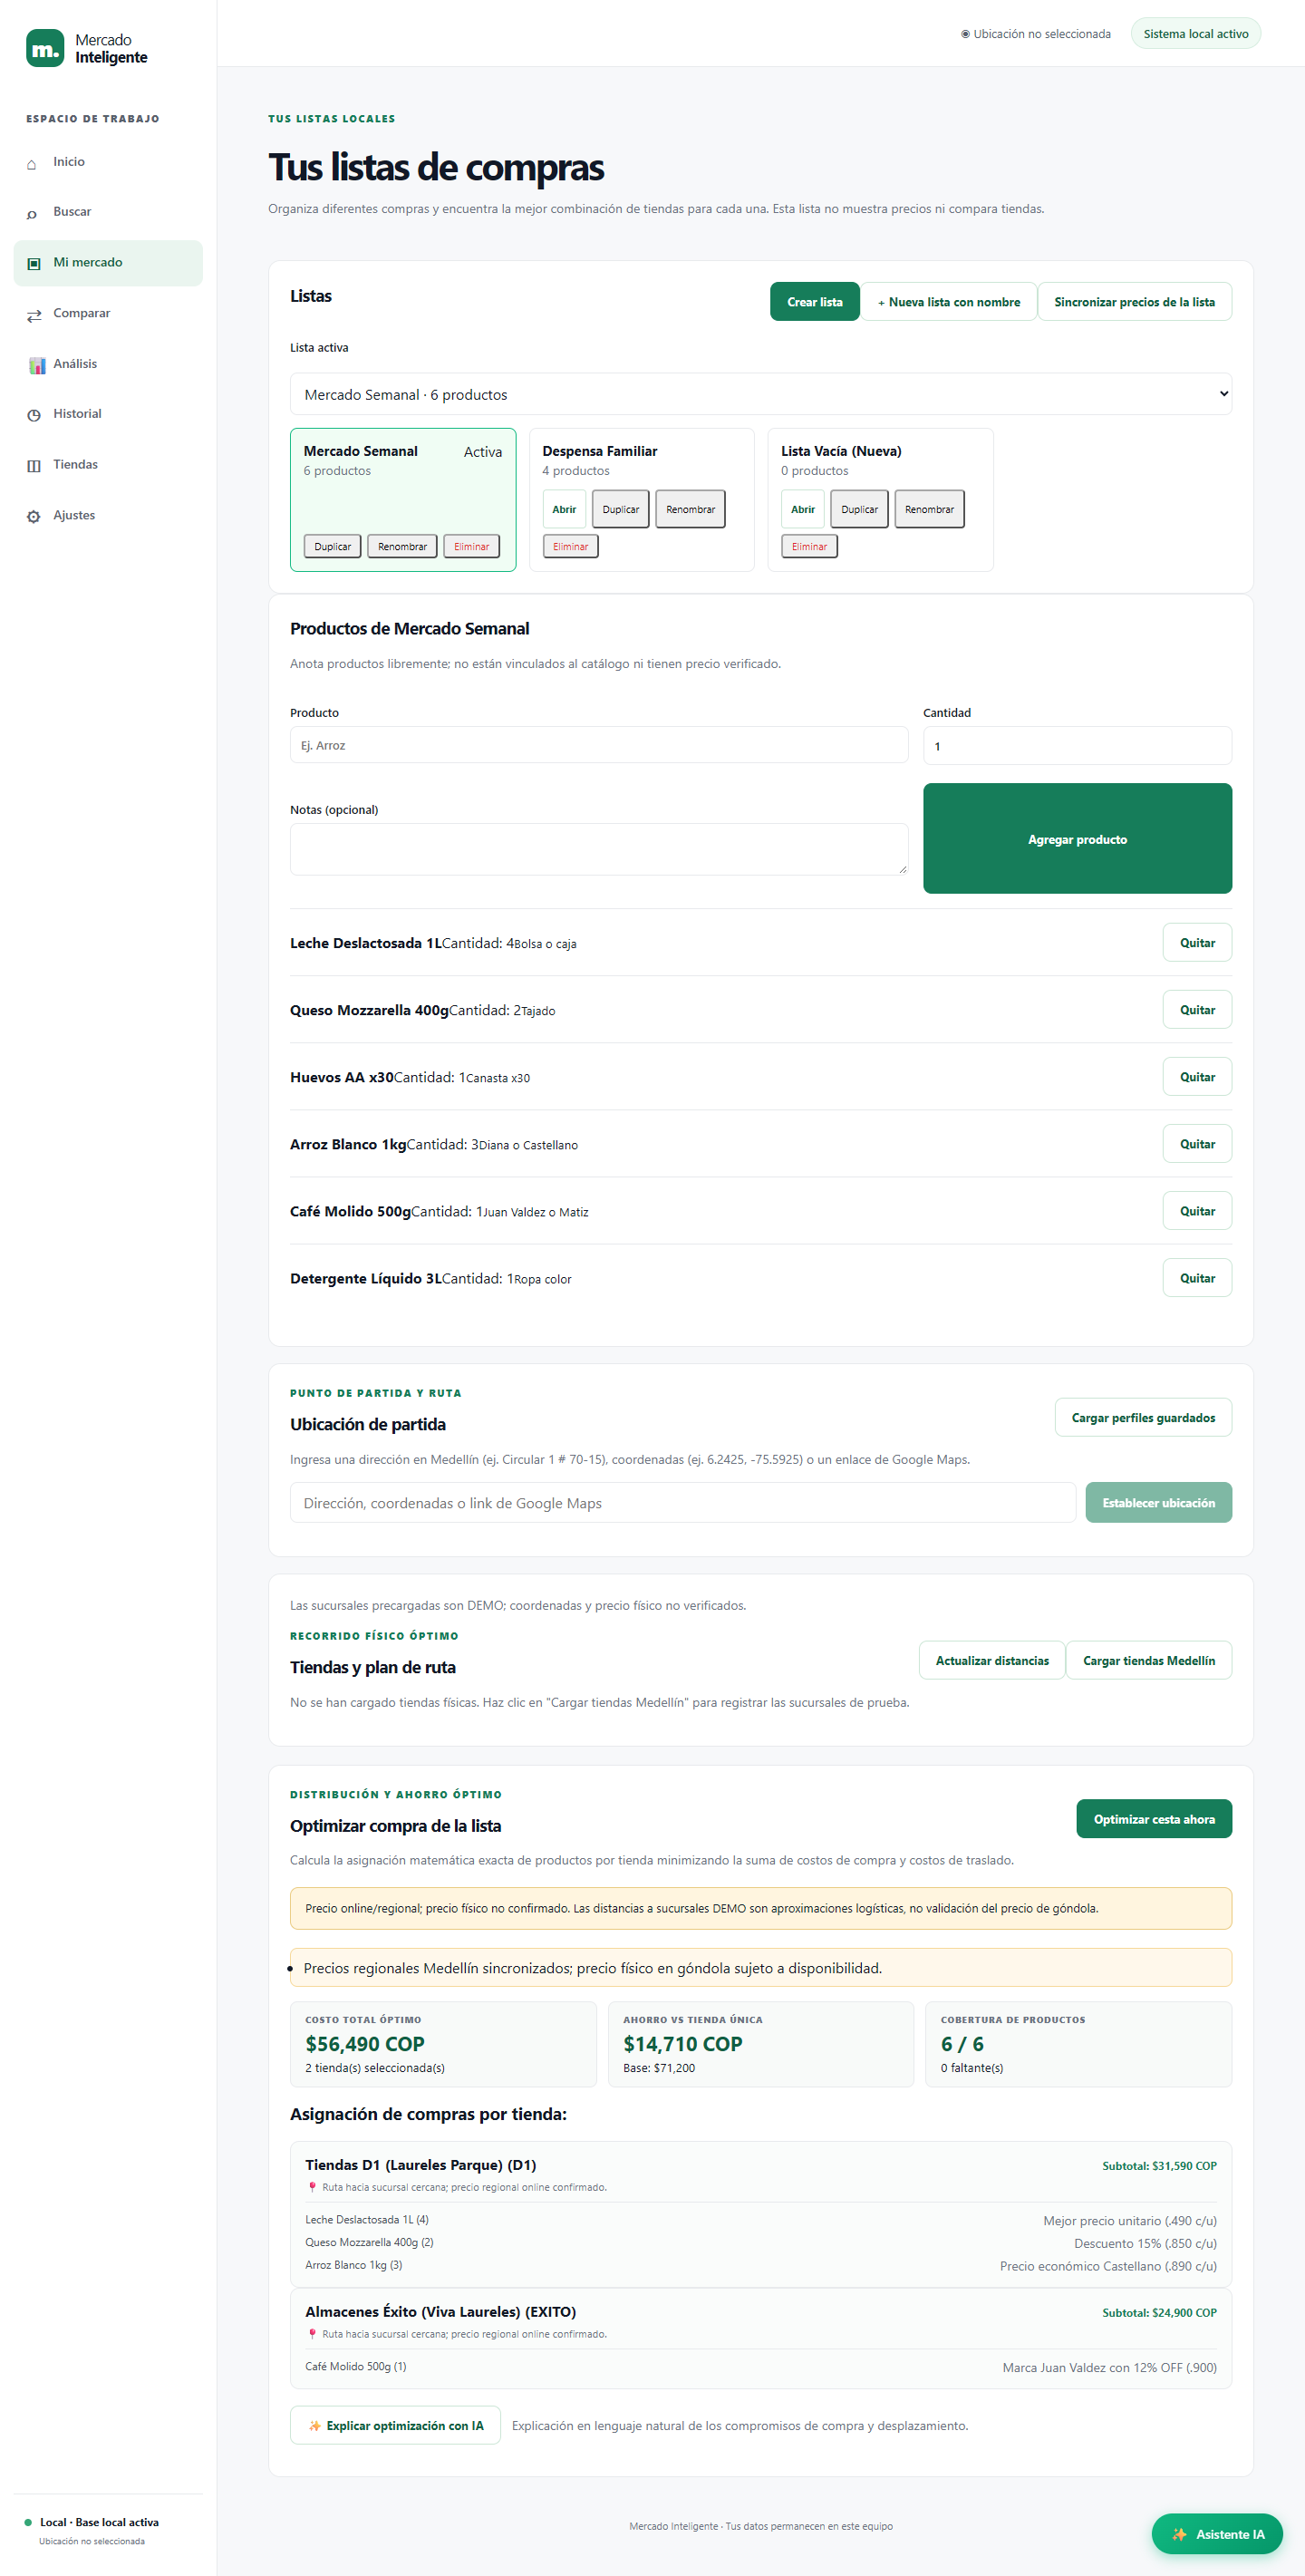 m. Mercado
Inteligente
ESPACIO DE TRABAJO
Inicio
Buscar
Mi mercado
Comparar
Análisis
Historial
Tiendas
Ajustes
Local · Base local activa
Ubicación no seleccionada
Ubicación no seleccionada
Sistema local activo
TUS LISTAS LOCALES
Tus listas de compras
Organiza diferentes compras y encuentra la mejor combinación de tiendas para cada una. Esta lista no muestra precios ni compara tiendas.
Listas
Crear lista
+ Nueva lista con nombre
Sincronizar precios de la lista
Lista activa
Mercado Semanal · 6 productos
Mercado Semanal Activa
6 productos
Duplicar Renombrar Eliminar
Despensa Familiar
4 productos
Abrir Duplicar Renombrar
Eliminar
Lista Vacía (Nueva)
0 productos
Abrir Duplicar Renombrar
Eliminar
Productos de Mercado Semanal
Anota productos libremente; no están vinculados al catálogo ni tienen precio verificado.
Producto
Ej. Arroz
Cantidad
1
Notas (opcional)
Agregar producto
Leche Deslactosada 1LCantidad: 4Bolsa o caja Quitar
Queso Mozzarella 400gCantidad: 2Tajado Quitar
Huevos AA x30Cantidad: 1Canasta x30 Quitar
Arroz Blanco 1kgCantidad: 3Diana o Castellano Quitar
Café Molido 500gCantidad: 1Juan Valdez o Matiz Quitar
Detergente Líquido 3LCantidad: 1Ropa color Quitar
PUNTO DE PARTIDA Y RUTA
Ubicación de partida
Cargar perfiles guardados
Ingresa una dirección en Medellín (ej. Circular 1 # 70-15), coordenadas (ej. 6.2425, -75.5925) o un enlace de Google Maps.
Dirección, coordenadas o link de Google Maps
Establecer ubicación
Las sucursales precargadas son DEMO; coordenadas y precio físico no verificados.
RECORRIDO FÍSICO ÓPTIMO
Tiendas y plan de ruta
Actualizar distancias
Cargar tiendas Medellín
No se han cargado tiendas físicas. Haz clic en "Cargar tiendas Medellín" para registrar las sucursales de prueba.
DISTRIBUCIÓN Y AHORRO ÓPTIMO
Optimizar compra de la lista
Optimizar cesta ahora
Calcula la asignación matemática exacta de productos por tienda minimizando la suma de costos de compra y costos de traslado.
Precio online/regional; precio físico no confirmado. Las distancias a sucursales DEMO son aproximaciones logísticas, no validación del precio de góndola.
• Precios regionales Medellín sincronizados; precio físico en góndola sujeto a disponibilidad.
COSTO TOTAL ÓPTIMO
$56,490 COP
2 tienda(s) seleccionada(s)
AHORRO VS TIENDA ÚNICA
$14,710 COP
Base: $71,200
COBERTURA DE PRODUCTOS
6 / 6
0 faltante(s)
Asignación de compras por tienda:
Tiendas D1 (Laureles Parque) (D1) Subtotal: $31,590 COP
Ruta hacia sucursal cercana; precio regional online confirmado.
Leche Deslactosada 1L (4) Mejor precio unitario (.490 c/u)
Queso Mozzarella 400g (2) Descuento 15% (.850 c/u)
Arroz Blanco 1kg (3) Precio económico Castellano (.890 c/u)
Almacenes Éxito (Viva Laureles) (EXITO) Subtotal: $24,900 COP
Ruta hacia sucursal cercana; precio regional online confirmado.
Café Molido 500g (1) Marca Juan Valdez con 12% OFF (.900)
Explicar optimización con IA
Explicación en lenguaje natural de los compromisos de compra y desplazamiento.
Mercado Inteligente · Tus datos permanecen en este equipo
Asistente IA